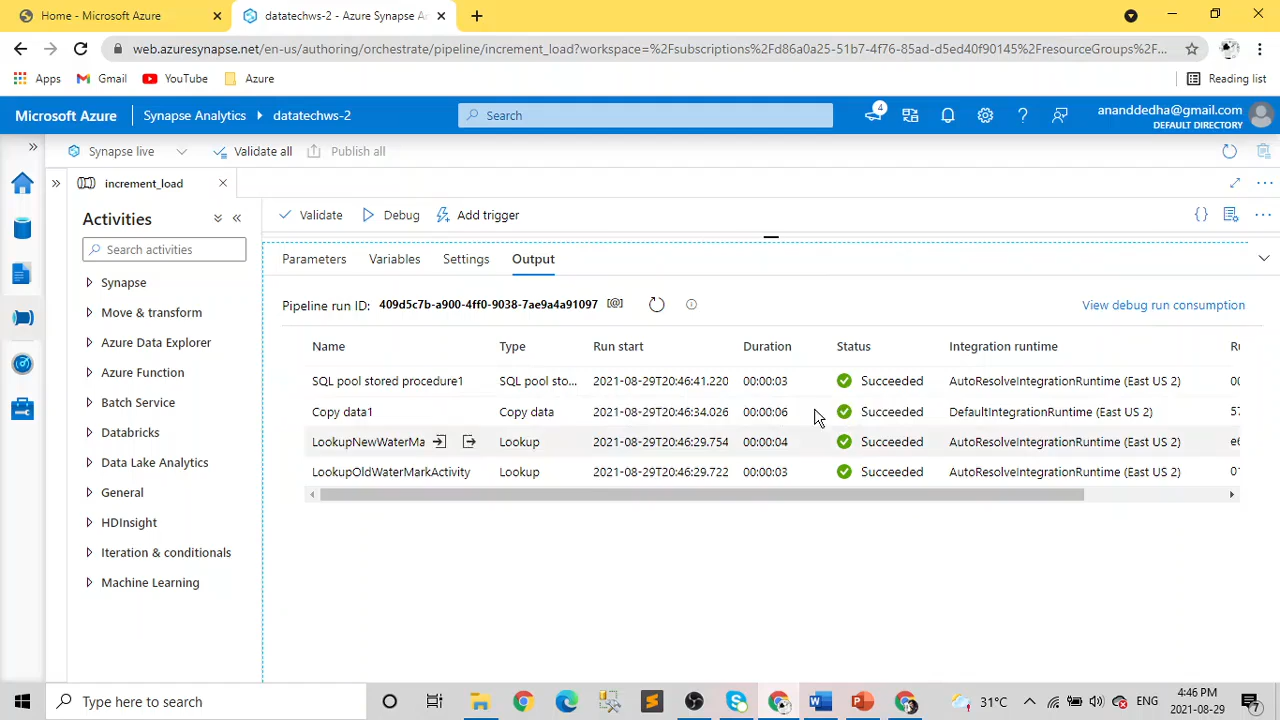 Home - Microsoft Azure
datatechws-2 - Azure Synapse An
web.azuresynapse.net/en-us/authoring/orchestrate/pipeline/increment_load?workspace=%2Fsubscriptions%2Fd86a0a25-51b7-4f76-85ad-d5ed40f90145%2FresourceGroups%2F...
Apps Gmail YouTube Azure Reading list
Microsoft Azure Synapse Analytics datatechws-2 Search 4 ananddedha@gmail.com
DEFAULT DIRECTORY
Synapse live Validate all Publish all
increment_load
Activities
Search activities
Synapse
Move & transform
Azure Data Explorer
Azure Function
Batch Service
Databricks
Data Lake Analytics
General
HDInsight
Iteration & conditionals
Machine Learning
Validate Debug Add trigger
Parameters Variables Settings Output
Pipeline run ID: 409d5c7b-a900-4ff0-9038-7ae9a4a91097 View debug run consumption
Name Type Run start Duration Status Integration runtime Ru
SQL pool stored procedure1 SQL pool sto... 2021-08-29T20:46:41.220 00:00:03 Succeeded AutoResolveIntegrationRuntime (East US 2) 00
Copy data1 Copy data 2021-08-29T20:46:34.026 00:00:06 Succeeded DefaultIntegrationRuntime (East US 2) 57
LookupNewWaterMa Lookup 2021-08-29T20:46:29.754 00:00:04 Succeeded AutoResolveIntegrationRuntime (East US 2) e6
LookupOldWaterMarkActivity Lookup 2021-08-29T20:46:29.722 00:00:03 Succeeded AutoResolveIntegrationRuntime (East US 2) 01
Type here to search 31°C ENG 4:46 PM
2021-08-29 7